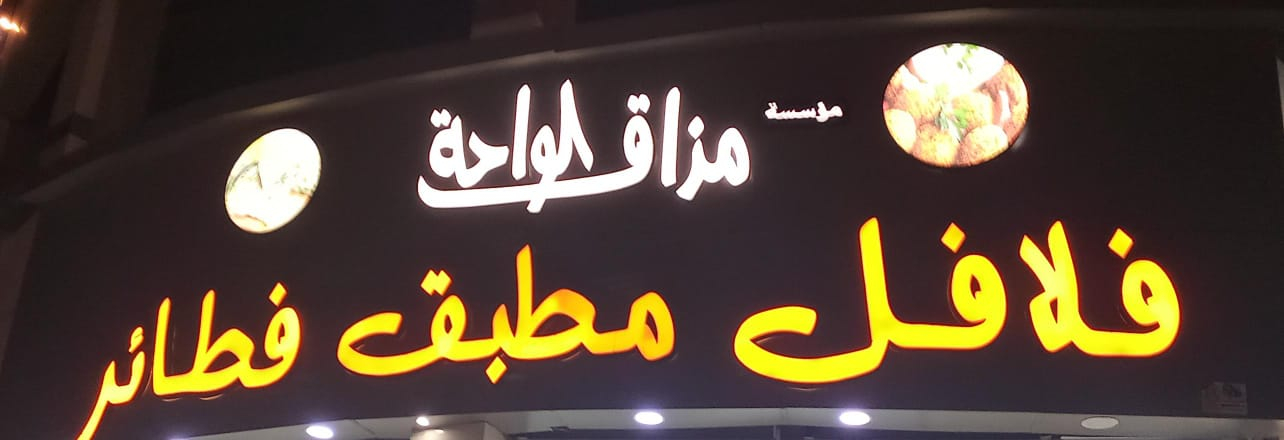 مؤسسة مزاق الواحة
فلافل مطبق فطائر